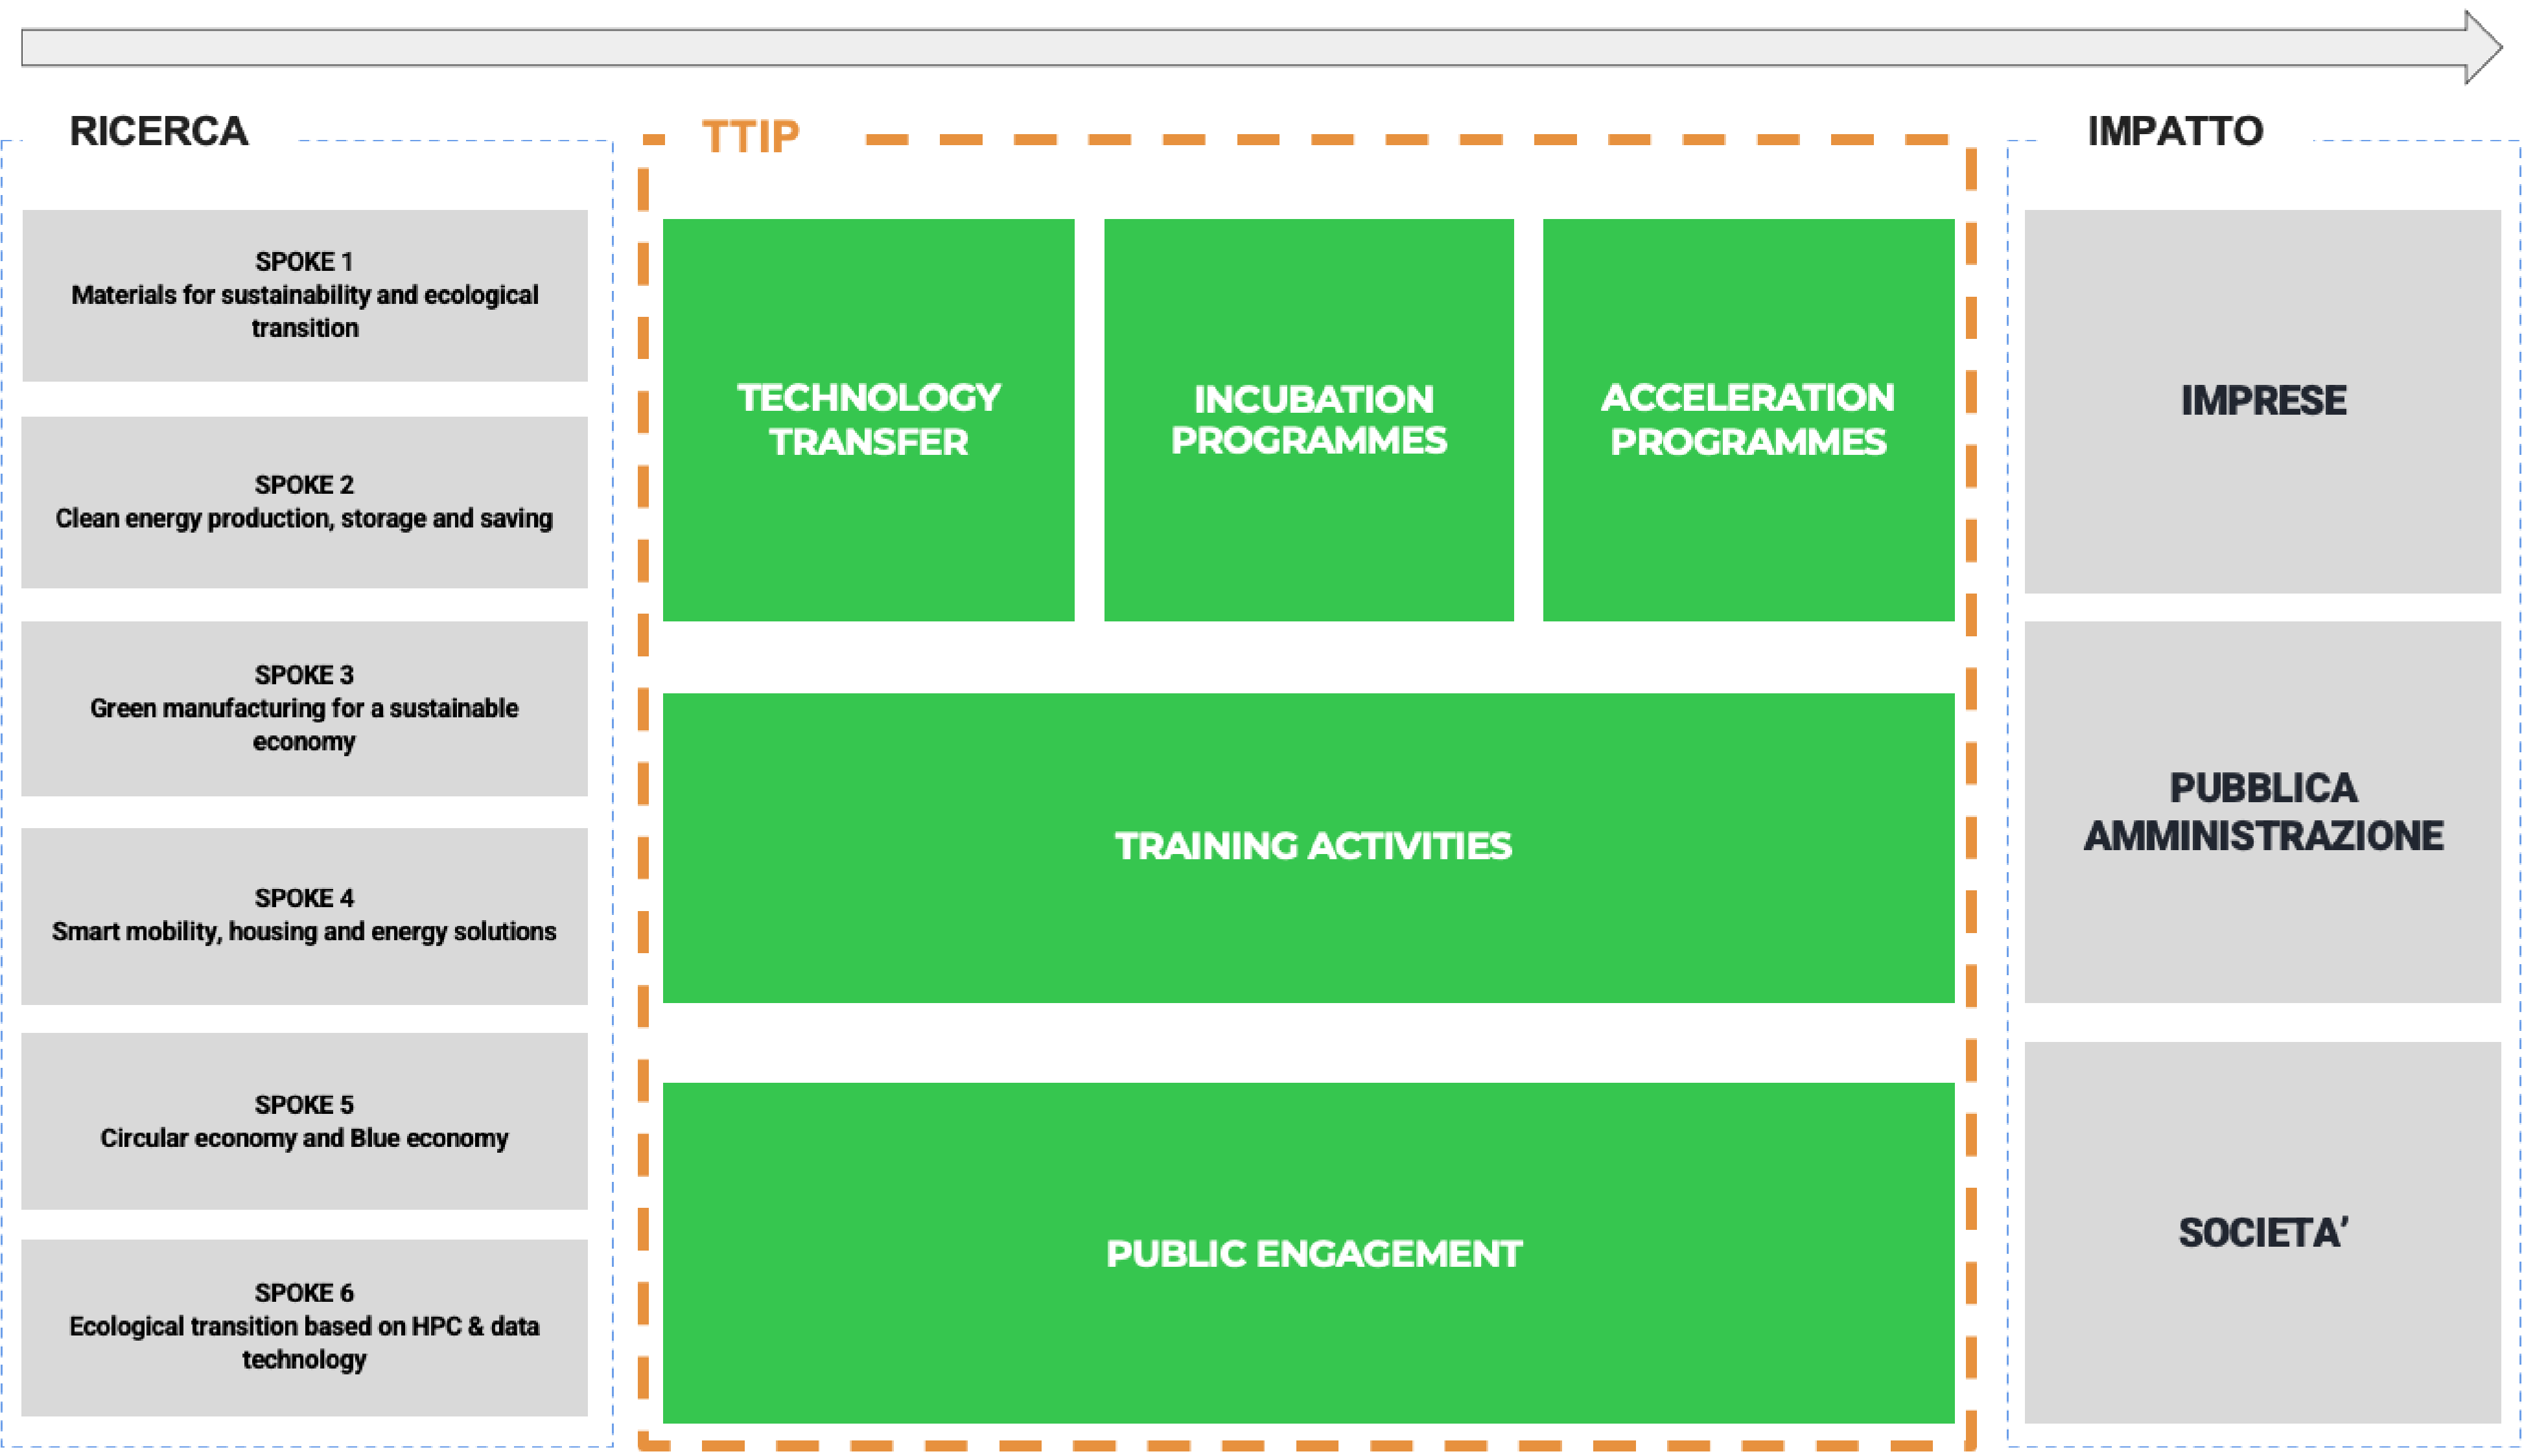 RICERCA
SPOKE 1
Materials for sustainability and ecological
transition
SPOKE 2
Clean energy production, storage and saving
SPOKE 3
Green manufacturing for a sustainable
economy
SPOKE 4
Smart mobility, housing and energy solutions
SPOKE 5
Circular economy and Blue economy
SPOKE 6
Ecological transition based on HPC & data
technology
TTIP
TECHNOLOGY
TRANSFER
INCUBATION
PROGRAMMES
ACCELERATION
PROGRAMMES
TRAINING ACTIVITIES
PUBLIC ENGAGEMENT
IMPATTO
IMPRESE
PUBBLICA
AMMINISTRAZIONE
SOCIETA’